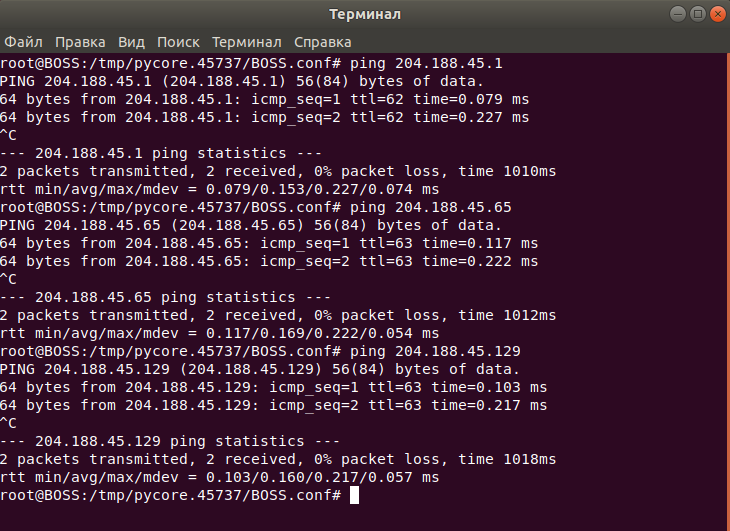 Терминал
Файл Правка Вид Поиск Терминал Справка
root@BOSS:/tmp/pycore.45737/BOSS.conf# ping 204.188.45.1
PING 204.188.45.1 (204.188.45.1) 56(84) bytes of data.
64 bytes from 204.188.45.1: icmp_seq=1 ttl=62 time=0.079 ms
64 bytes from 204.188.45.1: icmp_seq=2 ttl=62 time=0.227 ms
^C
--- 204.188.45.1 ping statistics ---
2 packets transmitted, 2 received, 0% packet loss, time 1010ms
rtt min/avg/max/mdev = 0.079/0.153/0.227/0.074 ms
root@BOSS:/tmp/pycore.45737/BOSS.conf# ping 204.188.45.65
PING 204.188.45.65 (204.188.45.65) 56(84) bytes of data.
64 bytes from 204.188.45.65: icmp_seq=1 ttl=63 time=0.117 ms
64 bytes from 204.188.45.65: icmp_seq=2 ttl=63 time=0.222 ms
^C
--- 204.188.45.65 ping statistics ---
2 packets transmitted, 2 received, 0% packet loss, time 1012ms
rtt min/avg/max/mdev = 0.117/0.169/0.222/0.054 ms
root@BOSS:/tmp/pycore.45737/BOSS.conf# ping 204.188.45.129
PING 204.188.45.129 (204.188.45.129) 56(84) bytes of data.
64 bytes from 204.188.45.129: icmp_seq=1 ttl=63 time=0.103 ms
64 bytes from 204.188.45.129: icmp_seq=2 ttl=63 time=0.217 ms
^C
--- 204.188.45.129 ping statistics ---
2 packets transmitted, 2 received, 0% packet loss, time 1018ms
rtt min/avg/max/mdev = 0.103/0.160/0.217/0.057 ms
root@BOSS:/tmp/pycore.45737/BOSS.conf#